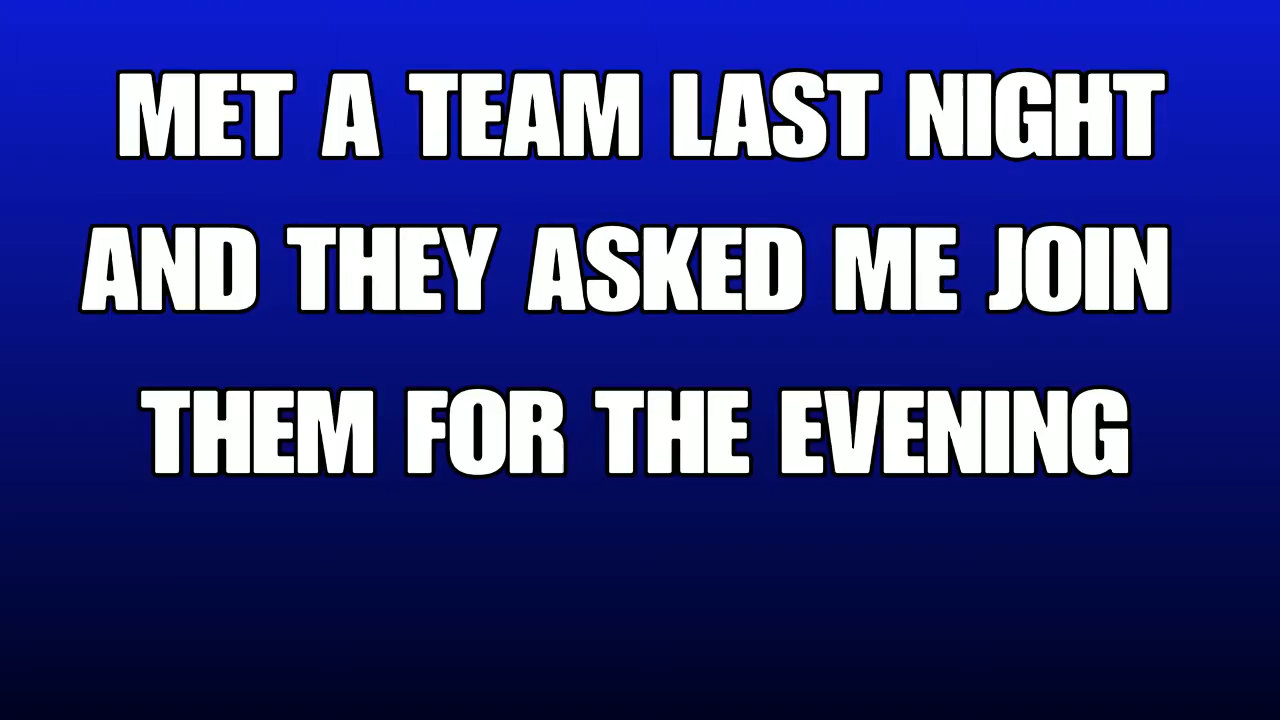 MET A TEAM LAST NIGHT
AND THEY ASKED ME JOIN
THEM FOR THE EVENING